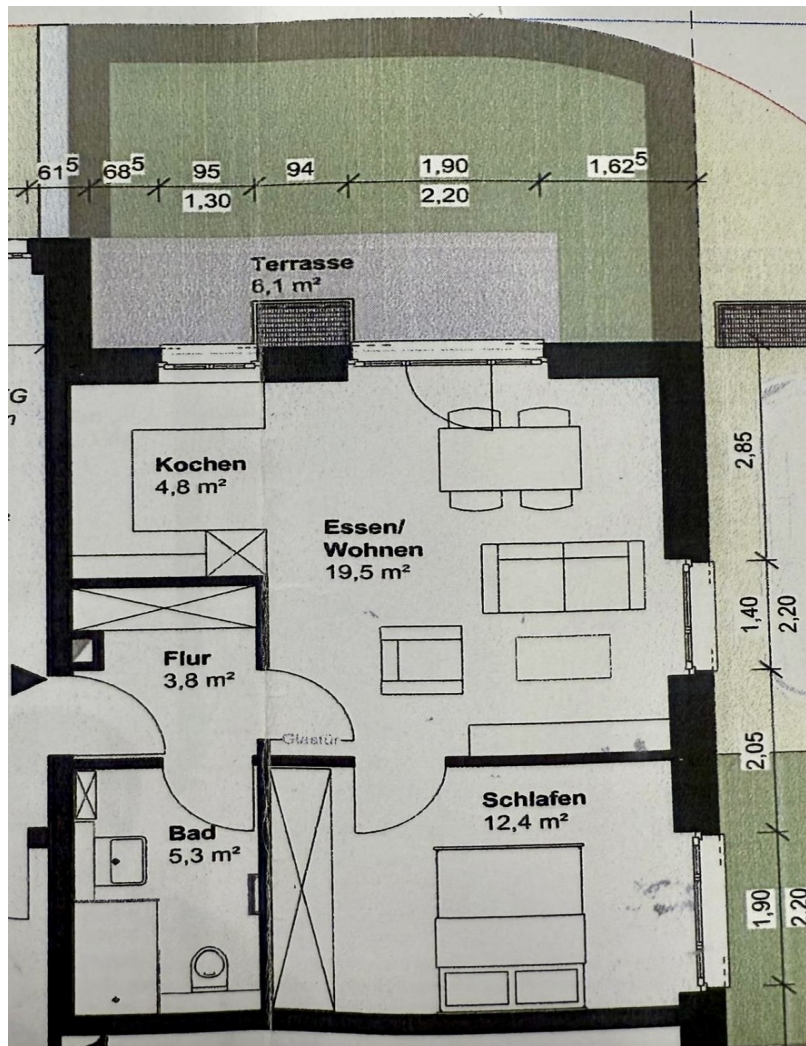 61⁵ 68⁵ 95 94 1,90 1,62⁵
1,30 2,20
Terrasse
6,1 m²
Kochen
4,8 m²
Essen/
Wohnen
19,5 m²
2,85
Flur
3,8 m²
1,40
2,20
Glastür
2,05
Schlafen
12,4 m²
Bad
5,3 m²
1,90
2,20